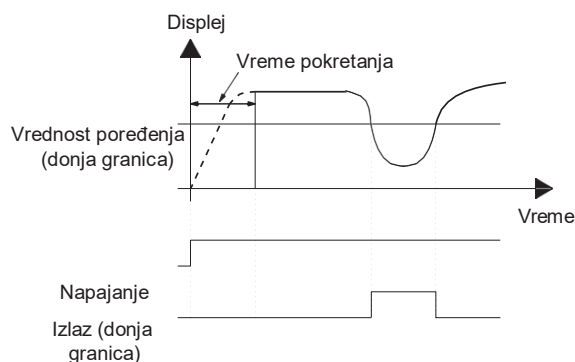 Displej
Vreme pokretanja
Vrednost poređenja
(donja granica)
Vreme
Napajanje
Izlaz (donja
granica)